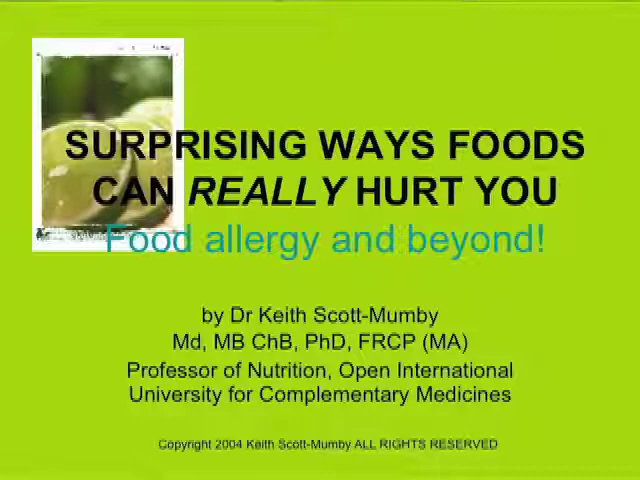 SURPRISING WAYS FOODS
CAN REALLY HURT YOU
Food allergy and beyond!
by Dr Keith Scott-Mumby
Md, MB ChB, PhD, FRCP (MA)
Professor of Nutrition, Open International
University for Complementary Medicines
Copyright 2004 Keith Scott-Mumby ALL RIGHTS RESERVED